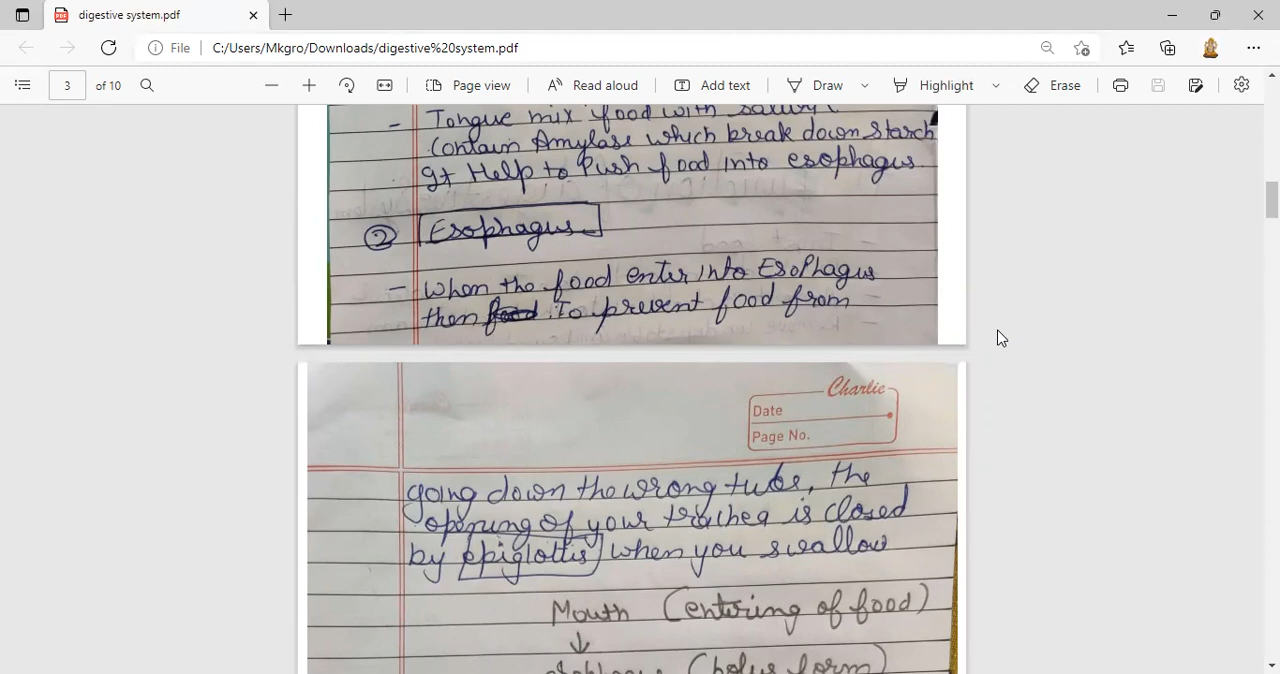 digestive system.pdf
File
C:/Users/Mkgro/Downloads/digestive%20system.pdf
3 of 10
Page view
Read aloud
Add text
Draw
Highlight
Erase
- Tongue mix food with
Contain Amylase which break down starch
It Help to Push food into esophagus
② Esophagus
- When the food enter into Esophagus
then food. To prevent food from
Charlie
Date
Page No.
going down the wrong tube, the
opening of your trachea is closed
by epiglottis when you swallow
Mouth (entering of food)
↓
(bolus form)